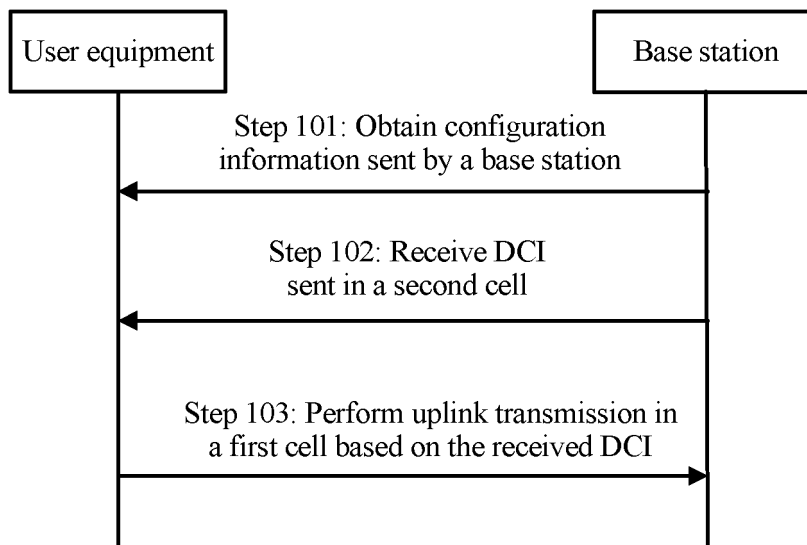 User equipment
Base station
Step 101: Obtain configuration
information sent by a base station
Step 102: Receive DCI
sent in a second cell
Step 103: Perform uplink transmission in
a first cell based on the received DCI